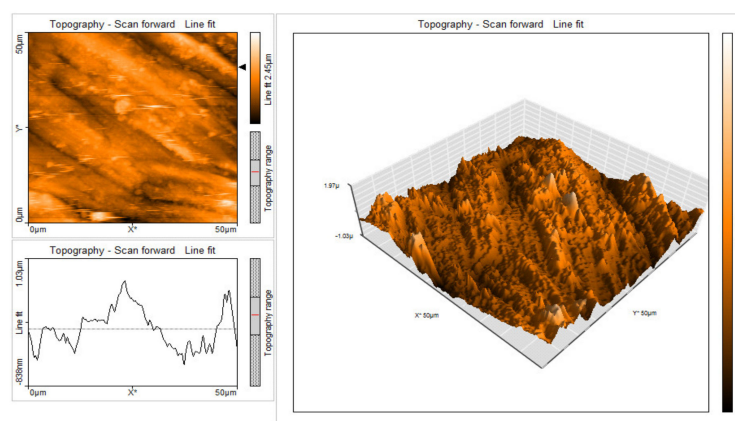 Topography - Scan forward Line fit
50µm
Y*
0µm
0µm X* 50µm
Line fit 2.45µm
Topography range
Topography - Scan forward Line fit
1.03µm
Line fit
-838nm
0µm X* 50µm
Topography range
Topography - Scan forward Line fit
1.97µ
-1.03µ
X* 50µm
Y* 50µm